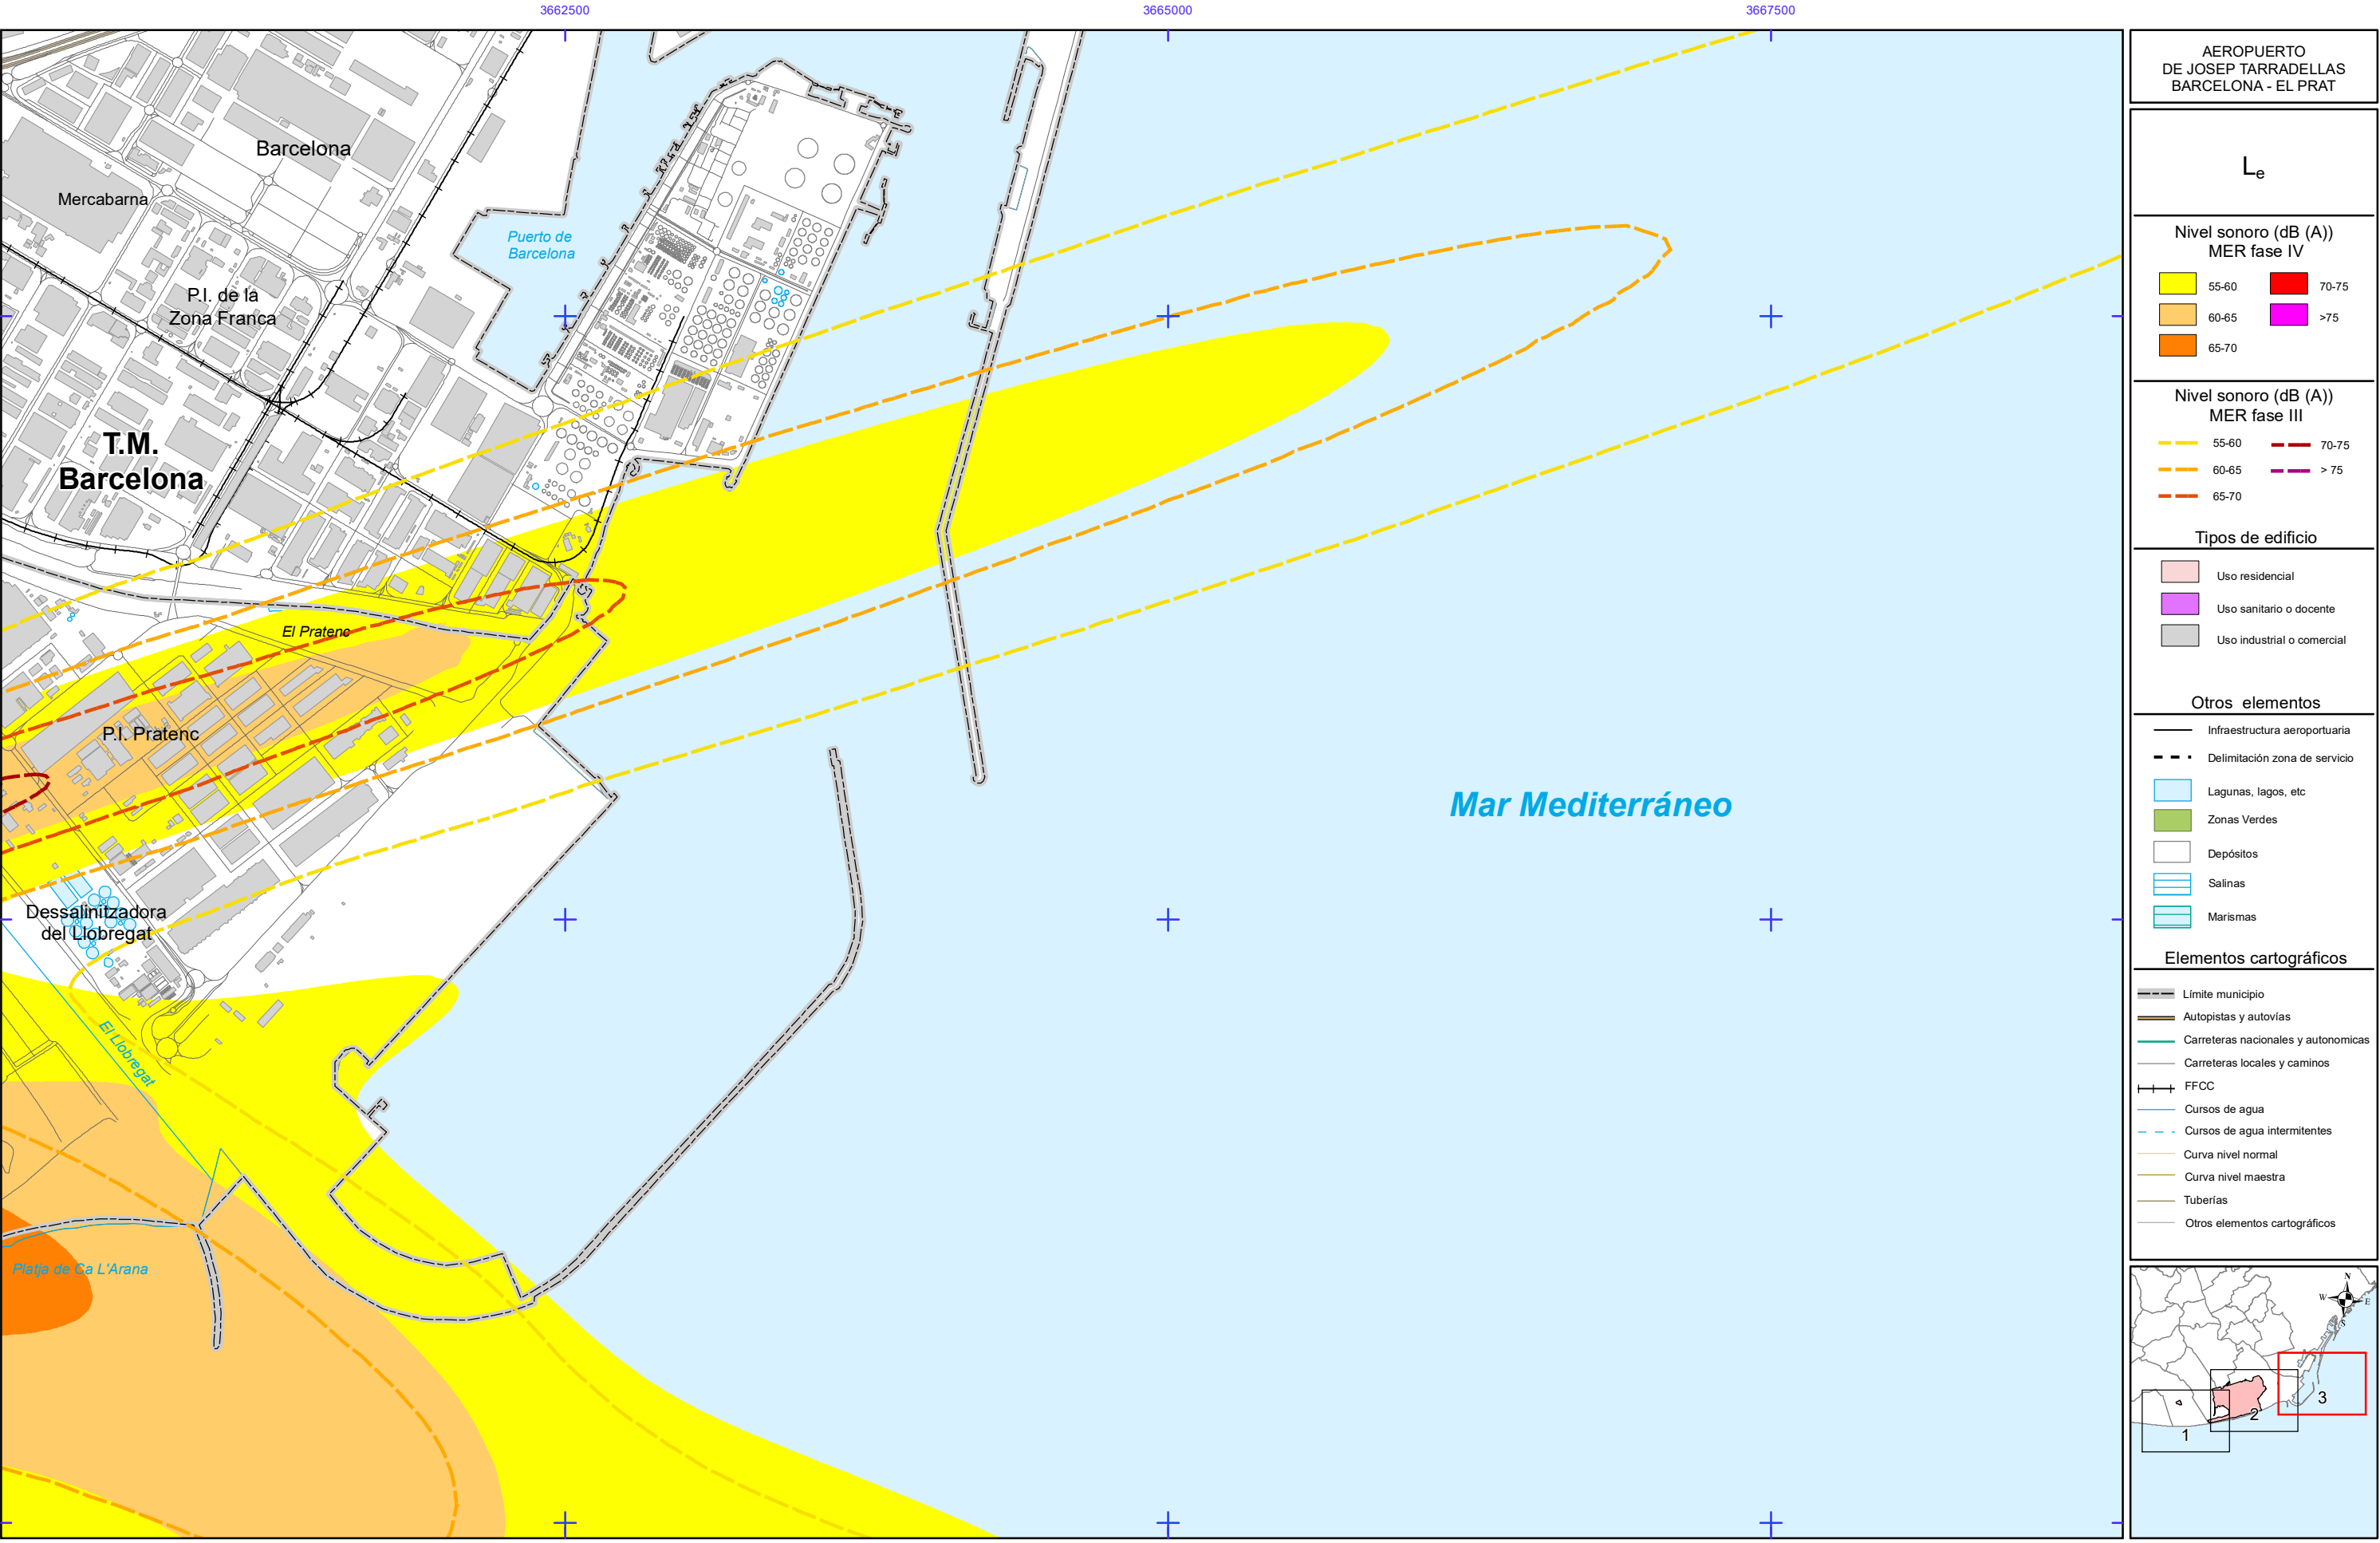 3662500
3665000
3667500
Barcelona
Mercabarna
Puerto de
Barcelona
P.I. de la
Zona Franca
T.M.
Barcelona
El Pratenc
P.I. Pratenc
Mar Mediterráneo
Dessalinitzadora
del Llobregat
El Llobregat
Platja de Ca L'Arana
AEROPUERTO
DE JOSEP TARRADELLAS
BARCELONA - EL PRAT
Le
Nivel sonoro (dB (A))
MER fase IV
55-60
70-75
60-65
>75
65-70
Nivel sonoro (dB (A))
MER fase III
55-60
70-75
60-65
> 75
65-70
Tipos de edificio
Uso residencial
Uso sanitario o docente
Uso industrial o comercial
Otros elementos
Infraestructura aeroportuaria
Delimitación zona de servicio
Lagunas, lagos, etc
Zonas Verdes
Depósitos
Salinas
Marismas
Elementos cartográficos
Límite municipio
Autopistas y autovías
Carreteras nacionales y autonomicas
Carreteras locales y caminos
FFCC
Cursos de agua
Cursos de agua intermitentes
Curva nivel normal
Curva nivel maestra
Tuberías
Otros elementos cartográficos
N
W
E
S
3
2
1